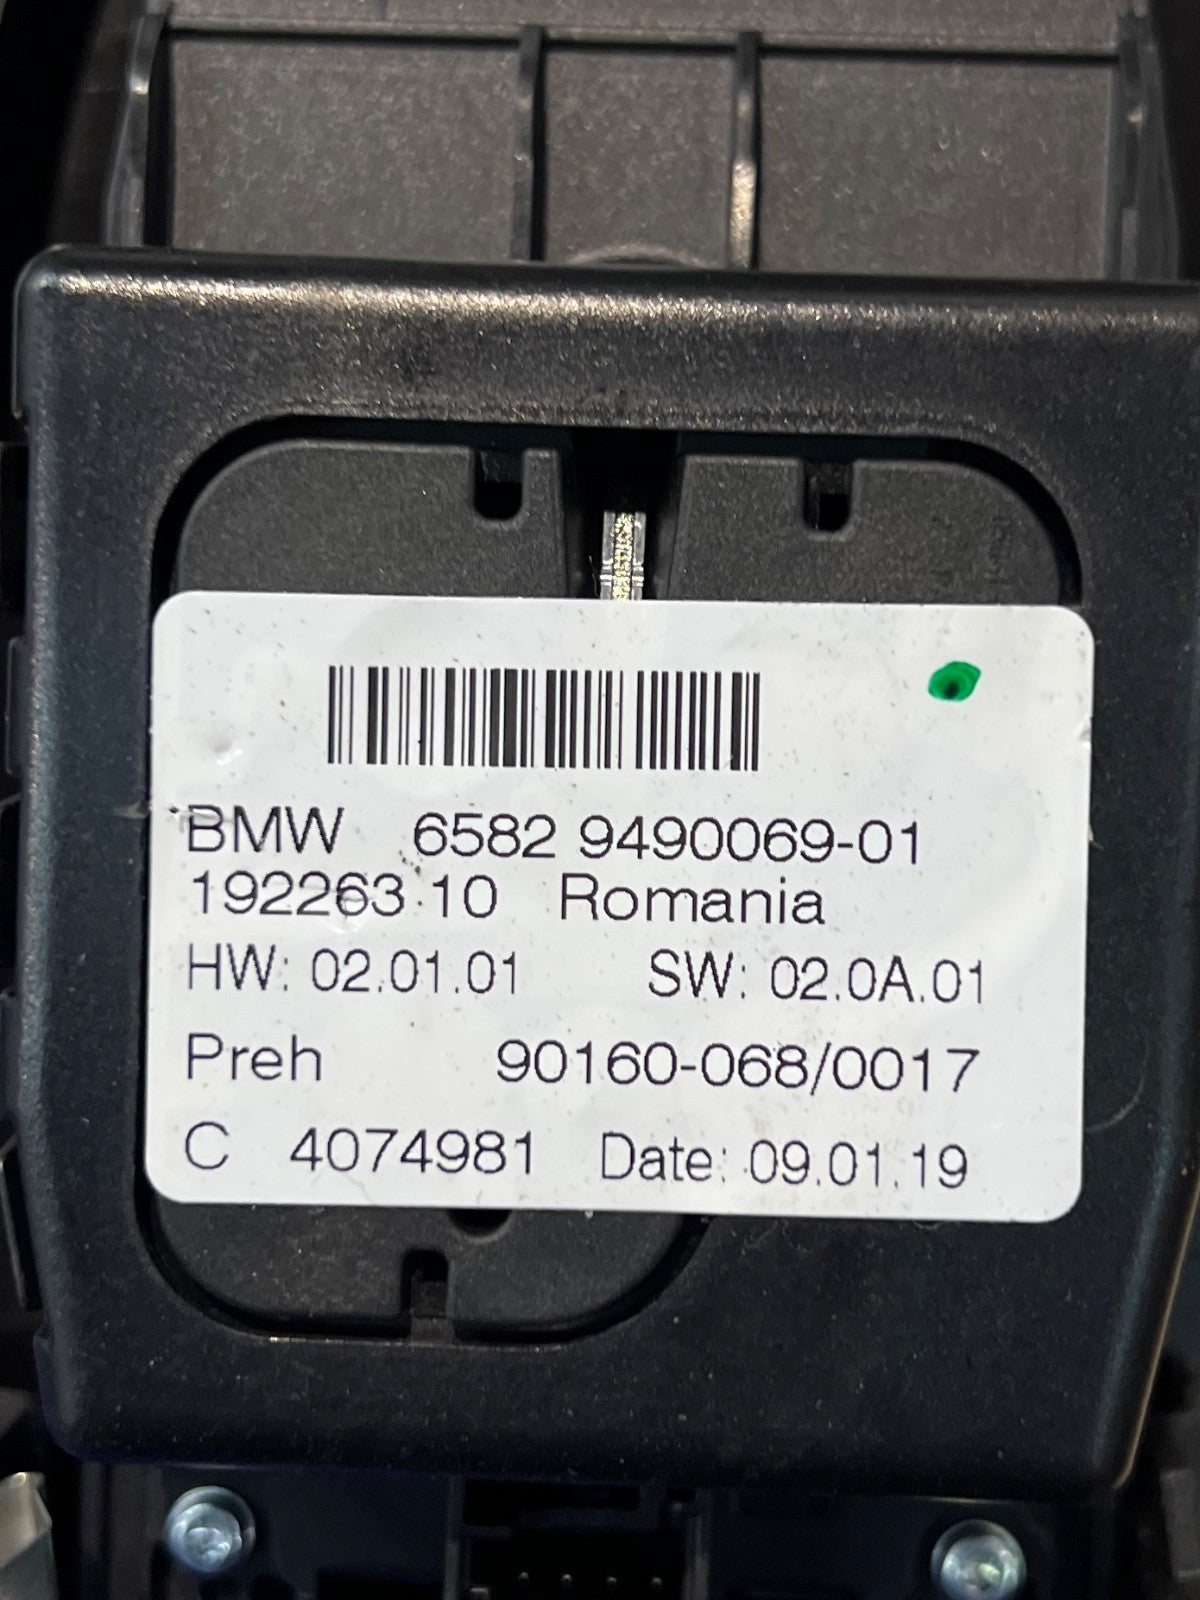 BMW 6582 9490069-01
192263 10 Romania
HW: 02.01.01 SW: 02.0A.01
Preh 90160-068/0017
C 4074981 Date: 09.01.19